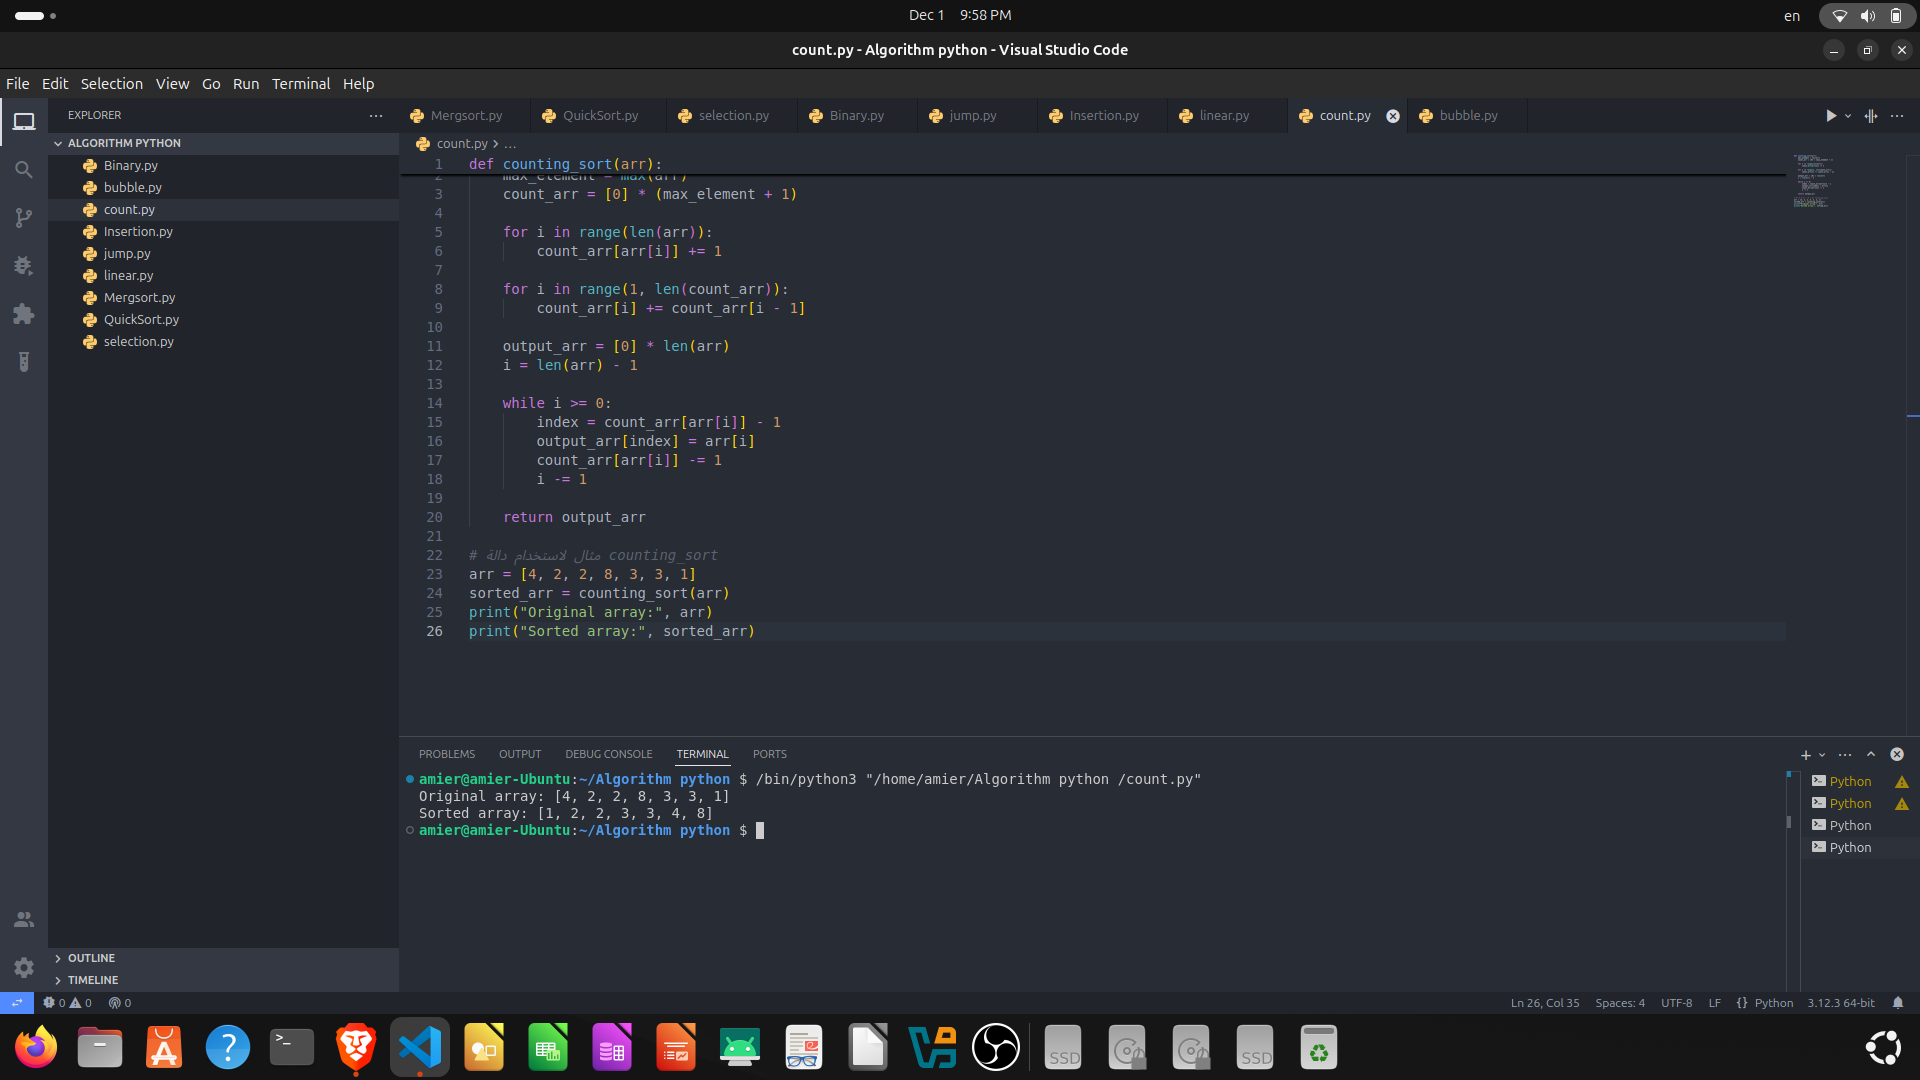 Dec 1 9:58 PM
en
count.py - Algorithm python - Visual Studio Code
File Edit Selection View Go Run Terminal Help
EXPLORER
ALGORITHM PYTHON
Binary.py
bubble.py
count.py
Insertion.py
jump.py
linear.py
Mergsort.py
QuickSort.py
selection.py
OUTLINE
TIMELINE
Mergsort.py QuickSort.py selection.py Binary.py jump.py Insertion.py linear.py count.py bubble.py
count.py > ...
1 def counting_sort(arr):
2 max_element = max(arr)
3 count_arr = [0] * (max_element + 1)
4
5 for i in range(len(arr)):
6 count_arr[arr[i]] += 1
7
8 for i in range(1, len(count_arr)):
9 count_arr[i] += count_arr[i - 1]
10
11 output_arr = [0] * len(arr)
12 i = len(arr) - 1
13
14 while i >= 0:
15 index = count_arr[arr[i]] - 1
16 output_arr[index] = arr[i]
17 count_arr[arr[i]] -= 1
18 i -= 1
19
20 return output_arr
21
22 # مثال لاستخدام دالة counting_sort
23 arr = [4, 2, 2, 8, 3, 3, 1]
24 sorted_arr = counting_sort(arr)
25 print("Original array:", arr)
26 print("Sorted array:", sorted_arr)
PROBLEMS OUTPUT DEBUG CONSOLE TERMINAL PORTS
amier@amier-Ubuntu:~/Algorithm python $ /bin/python3 "/home/amier/Algorithm python /count.py"
Original array: [4, 2, 2, 8, 3, 3, 1]
Sorted array: [1, 2, 2, 3, 3, 4, 8]
amier@amier-Ubuntu:~/Algorithm python $
Python
Python
Python
Python
0 0 0
Ln 26, Col 35 Spaces: 4 UTF-8 LF {} Python 3.12.3 64-bit
SSD SSD